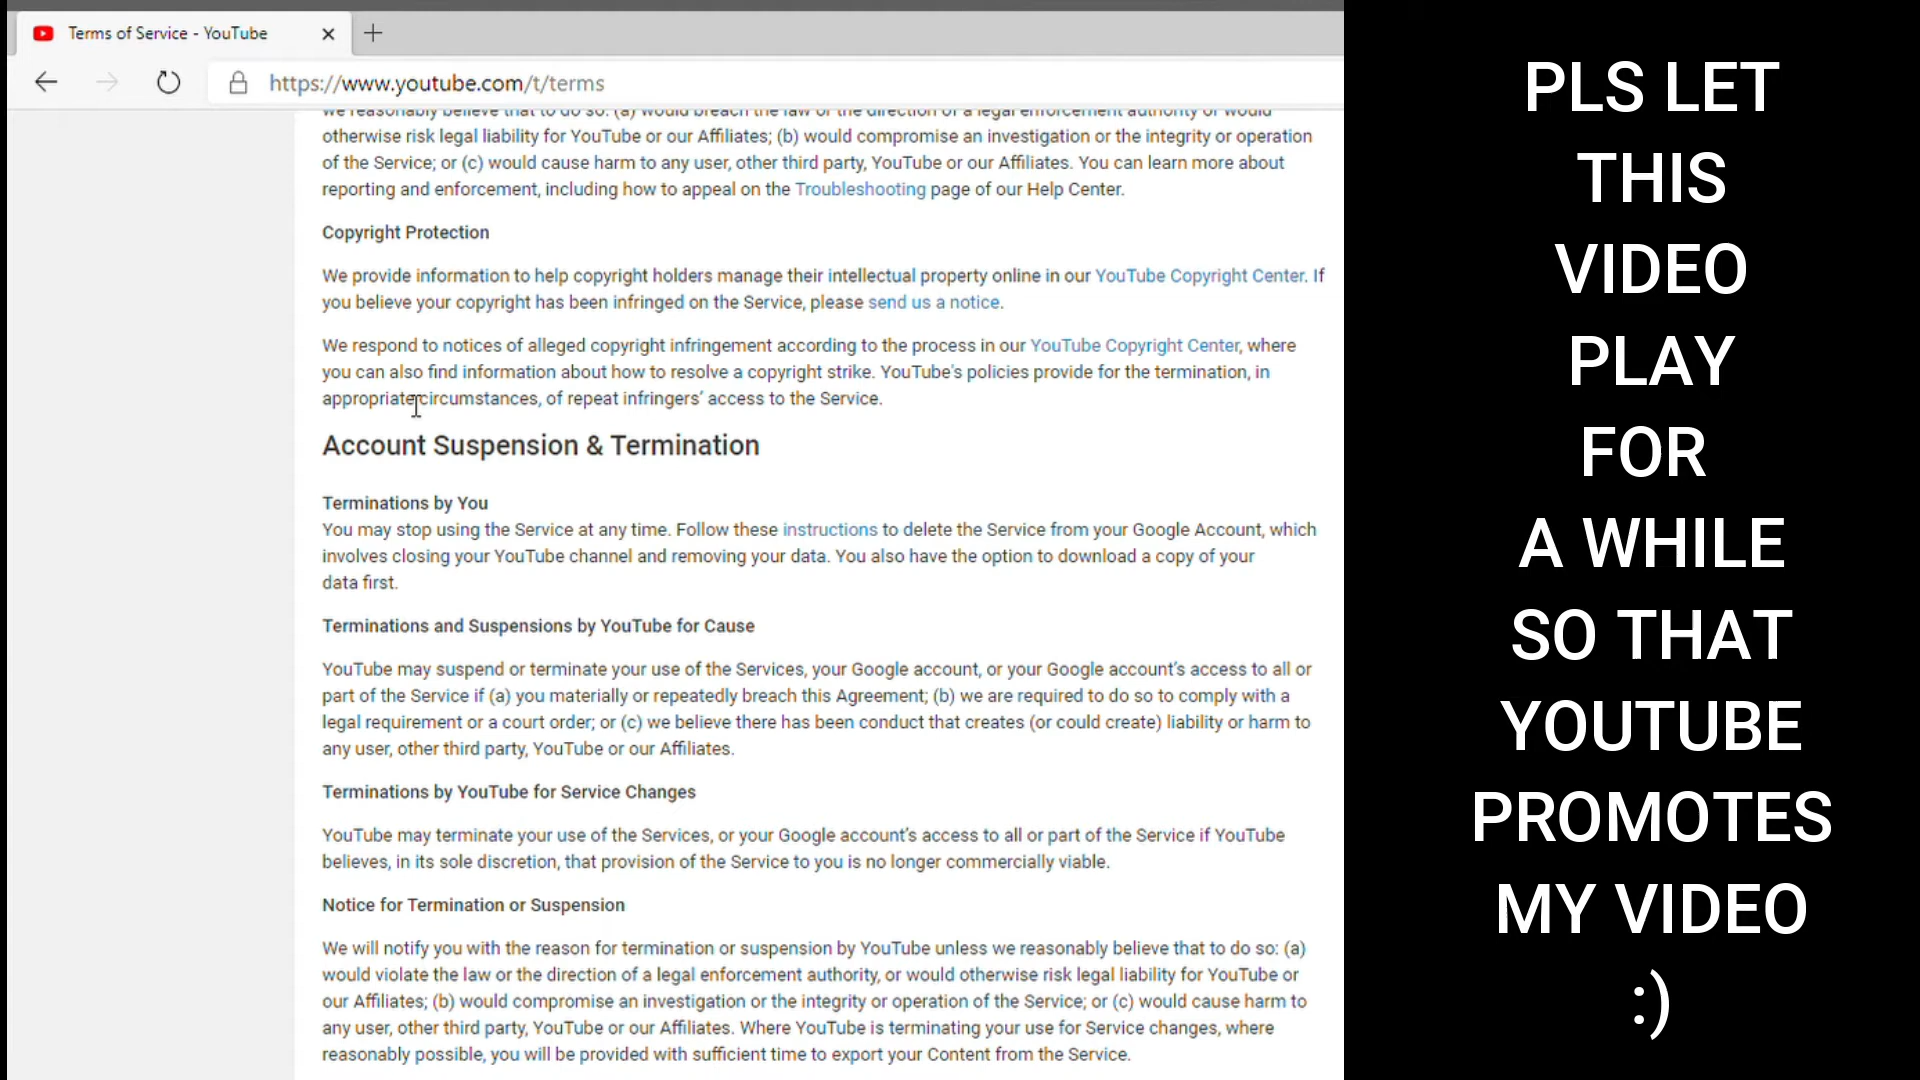 Terms of Service - YouTube
https://www.youtube.com/t/terms
we reasonably believe that to do so: (a) would breach the law or the direction of a legal enforcement authority or would
otherwise risk legal liability for YouTube or our Affiliates; (b) would compromise an investigation or the integrity or operation
of the Service; or (c) would cause harm to any user, other third party, YouTube or our Affiliates. You can learn more about
reporting and enforcement, including how to appeal on the Troubleshooting page of our Help Center.
Copyright Protection
We provide information to help copyright holders manage their intellectual property online in our YouTube Copyright Center. If
you believe your copyright has been infringed on the Service, please send us a notice.
We respond to notices of alleged copyright infringement according to the process in our YouTube Copyright Center, where
you can also find information about how to resolve a copyright strike. YouTube's policies provide for the termination, in
appropriate circumstances, of repeat infringers’ access to the Service.
Account Suspension & Termination
Terminations by You
You may stop using the Service at any time. Follow these instructions to delete the Service from your Google Account, which
involves closing your YouTube channel and removing your data. You also have the option to download a copy of your
data first.
Terminations and Suspensions by YouTube for Cause
YouTube may suspend or terminate your use of the Services, your Google account, or your Google account’s access to all or
part of the Service if (a) you materially or repeatedly breach this Agreement; (b) we are required to do so to comply with a
legal requirement or a court order; or (c) we believe there has been conduct that creates (or could create) liability or harm to
any user, other third party, YouTube or our Affiliates.
Terminations by YouTube for Service Changes
YouTube may terminate your use of the Services, or your Google account’s access to all or part of the Service if YouTube
believes, in its sole discretion, that provision of the Service to you is no longer commercially viable.
Notice for Termination or Suspension
We will notify you with the reason for termination or suspension by YouTube unless we reasonably believe that to do so: (a)
would violate the law or the direction of a legal enforcement authority, or would otherwise risk legal liability for YouTube or
our Affiliates; (b) would compromise an investigation or the integrity or operation of the Service; or (c) would cause harm to
any user, other third party, YouTube or our Affiliates. Where YouTube is terminating your use for Service changes, where
reasonably possible, you will be provided with sufficient time to export your Content from the Service.
PLS LET
THIS
VIDEO
PLAY
FOR
A WHILE
SO THAT
YOUTUBE
PROMOTES
MY VIDEO
:)